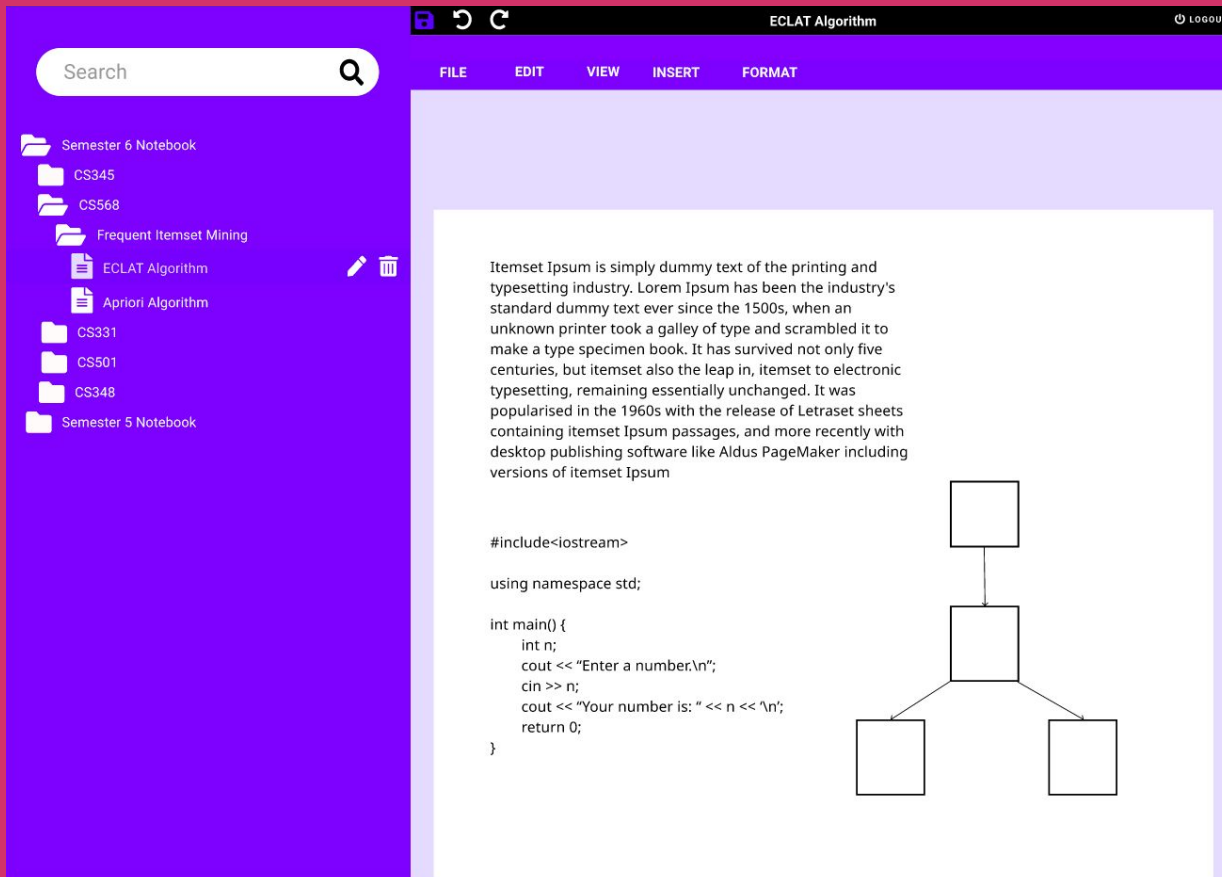 ECLAT Algorithm
LOGOU
Search
FILE
EDIT
VIEW
INSERT
FORMAT
Semester 6 Notebook
CS345
CS568
Frequent Itemset Mining
ECLAT Algorithm
Apriori Algorithm
CS331
CS501
CS348
Semester 5 Notebook
Itemset Ipsum is simply dummy text of the printing and
typesetting industry. Lorem Ipsum has been the industry's
standard dummy text ever since the 1500s, when an
unknown printer took a galley of type and scrambled it to
make a type specimen book. It has survived not only five
centuries, but itemset also the leap in, itemset to electronic
typesetting, remaining essentially unchanged. It was
popularised in the 1960s with the release of Letraset sheets
containing itemset Ipsum passages, and more recently with
desktop publishing software like Aldus PageMaker including
versions of itemset Ipsum
#include<iostream>
using namespace std;
int main() {
int n;
cout << “Enter a number.\n”;
cin >> n;
cout << “Your number is: “ << n << ‘\n’;
return 0;
}